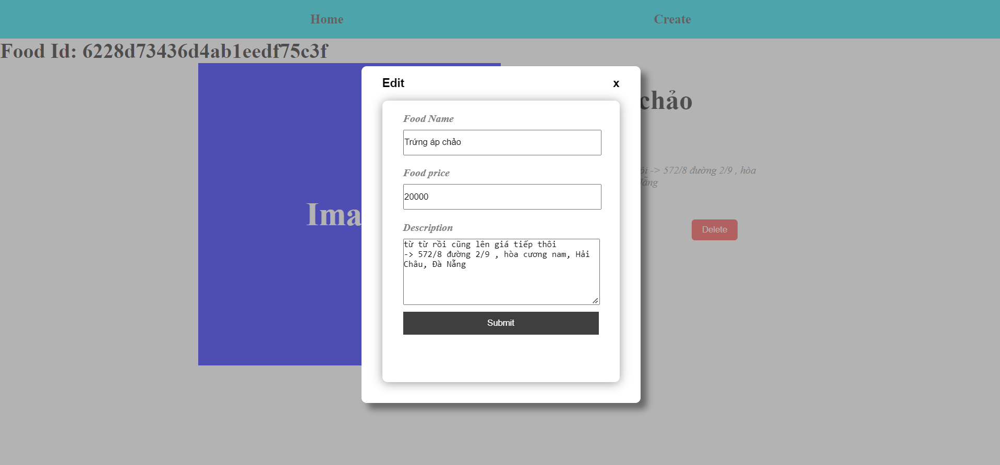 Home
Create
Food Id: 6228d73436d4ab1eedf75c3f
Edit
x
chảo
Food Name
Trứng áp chảo
Food price
20000
-> 572/8 đường 2/9 , hòa
Description
từ từ rồi cũng lên giá tiếp thôi
-> 572/8 đường 2/9 , hòa cương nam, Hải
Châu, Đà Nẵng
Ima
Delete
Submit